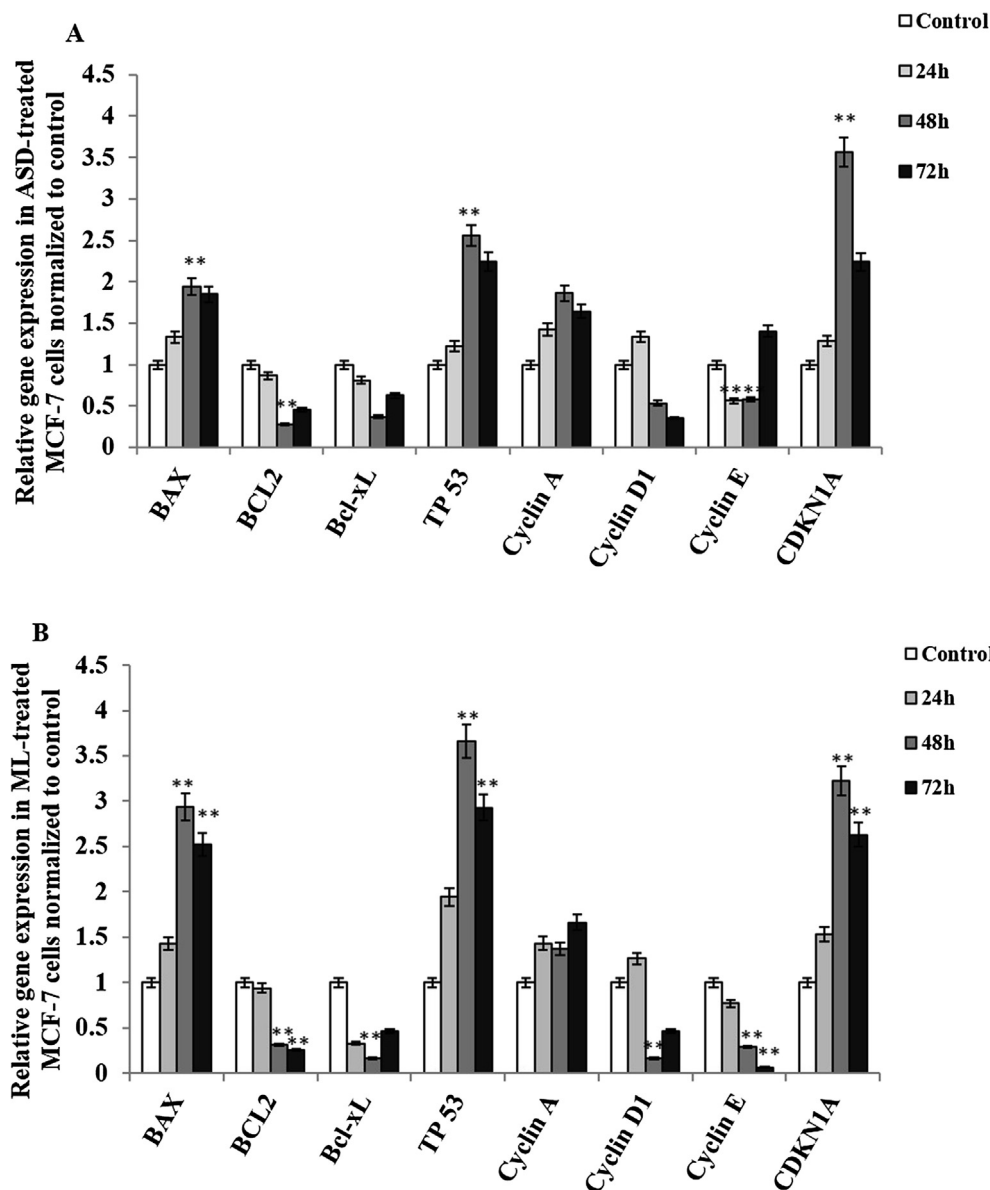 A
Control
24h
48h
72h
Relative gene expression in ASD-treated
MCF-7 cells normalized to control
4.5
4
3.5
3
2.5
2
1.5
1
0.5
0
**
**
**
****
**
BAX
BCL2
Bcl-xL
TP 53
Cyclin A
Cyclin D1
Cyclin E
CDKN1A
B
Control
24h
48h
72h
Relative gene expression in ML-treated
MCF-7 cells normalized to control
4.5
4
3.5
3
2.5
2
1.5
1
0.5
0
**
**
**
**
**
**
**
**
**
**
**
**
BAX
BCL2
Bcl-xL
TP 53
Cyclin A
Cyclin D1
Cyclin E
CDKN1A